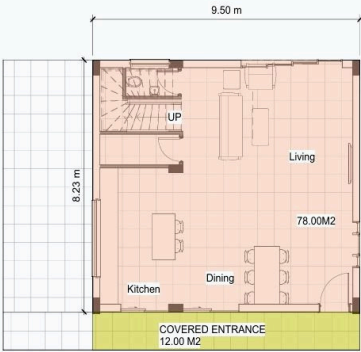 9.50 m
UP
Living
8.23 m
78.00M2
Dining
Kitchen
COVERED ENTRANCE
12.00 M2